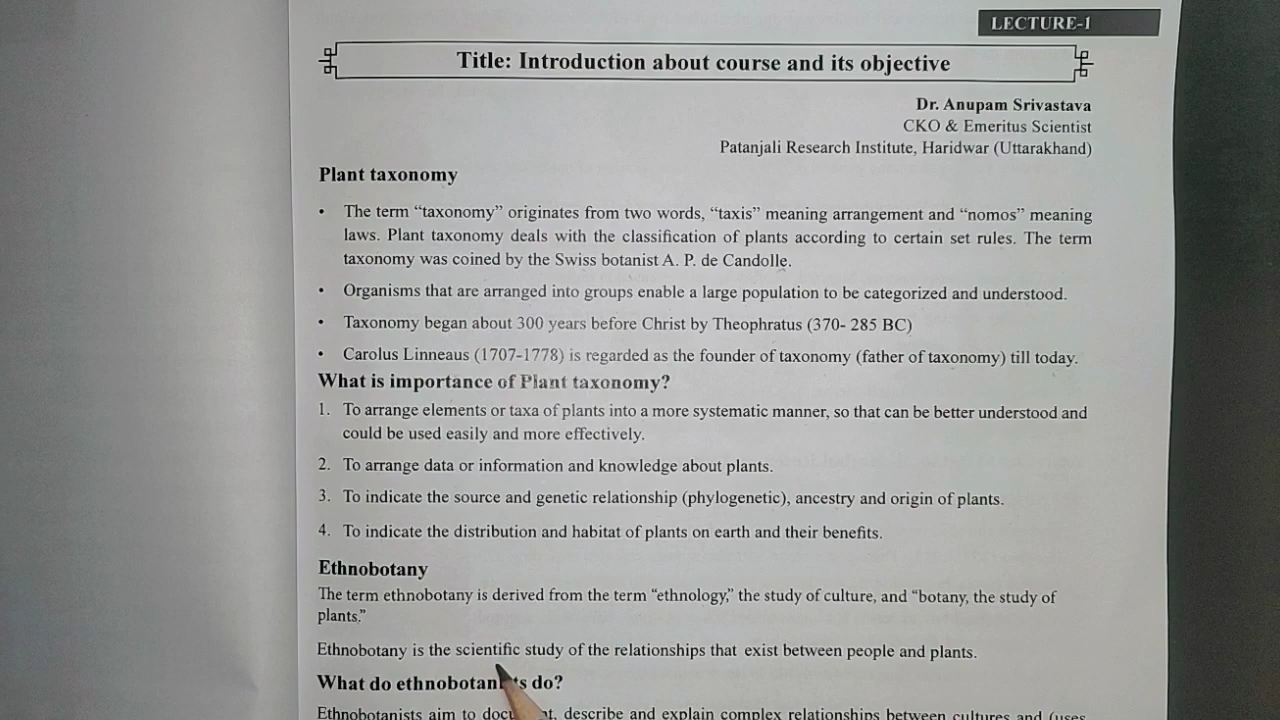 LECTURE-1
Title: Introduction about course and its objective
Dr. Anupam Srivastava
CKO & Emeritus Scientist
Patanjali Research Institute, Haridwar (Uttarakhand)
Plant taxonomy
• The term “taxonomy” originates from two words, “taxis” meaning arrangement and “nomos” meaning
laws. Plant taxonomy deals with the classification of plants according to certain set rules. The term
taxonomy was coined by the Swiss botanist A. P. de Candolle.
• Organisms that are arranged into groups enable a large population to be categorized and understood.
• Taxonomy began about 300 years before Christ by Theophratus (370- 285 BC)
• Carolus Linneaus (1707-1778) is regarded as the founder of taxonomy (father of taxonomy) till today.
What is importance of Plant taxonomy?
1. To arrange elements or taxa of plants into a more systematic manner, so that can be better understood and
could be used easily and more effectively.
2. To arrange data or information and knowledge about plants.
3. To indicate the source and genetic relationship (phylogenetic), ancestry and origin of plants.
4. To indicate the distribution and habitat of plants on earth and their benefits.
Ethnobotany
The term ethnobotany is derived from the term “ethnology,” the study of culture, and “botany, the study of
plants.”
Ethnobotany is the scientific study of the relationships that exist between people and plants.
What do ethnobotanists do?
Ethnobotanists aim to describe and explain complex relationships between cultures and (uses